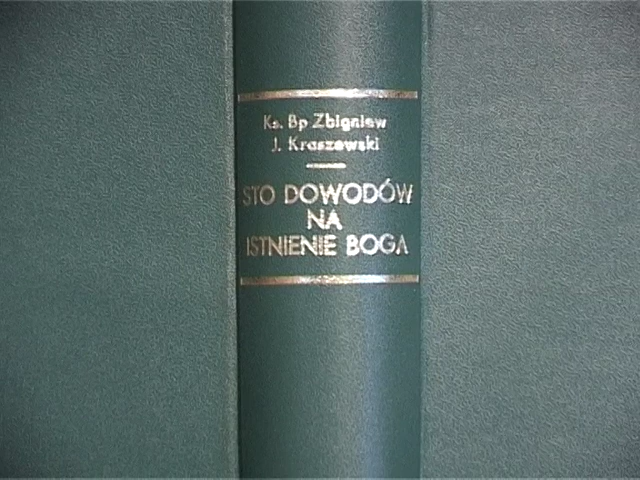 Ks. Bp Zbigniew
J. Kraszewski
STO DOWODÓW
NA
ISTNIENIE BOGA